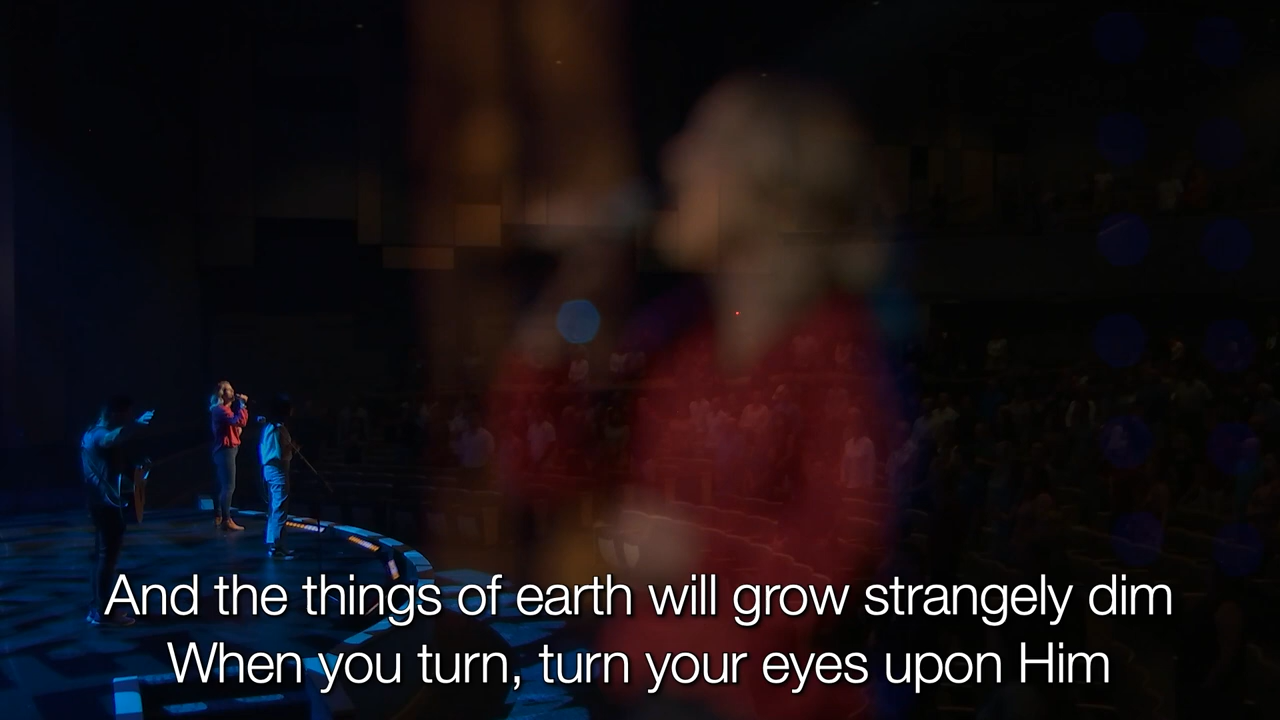 And the things of earth will grow strangely dim
When you turn, turn your eyes upon Him